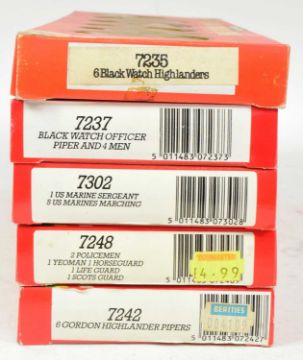 7235
6 Black Watch Highlanders
7237
BLACK WATCH OFFICER
PIPER AND 4 MEN
5 011483 072373
7302
1 US MARINE SERGEANT
5 US MARINES MARCHING
5 011483 073028
7248
2 POLICEMEN
1 YEOMAN 1 HORSEGUARD
1 LIFE GUARD
1 SCOTS GUARD
£4.99
7242
6 GORDON HIGHLANDER PIPERS
BEATTIES
5 011483 072427